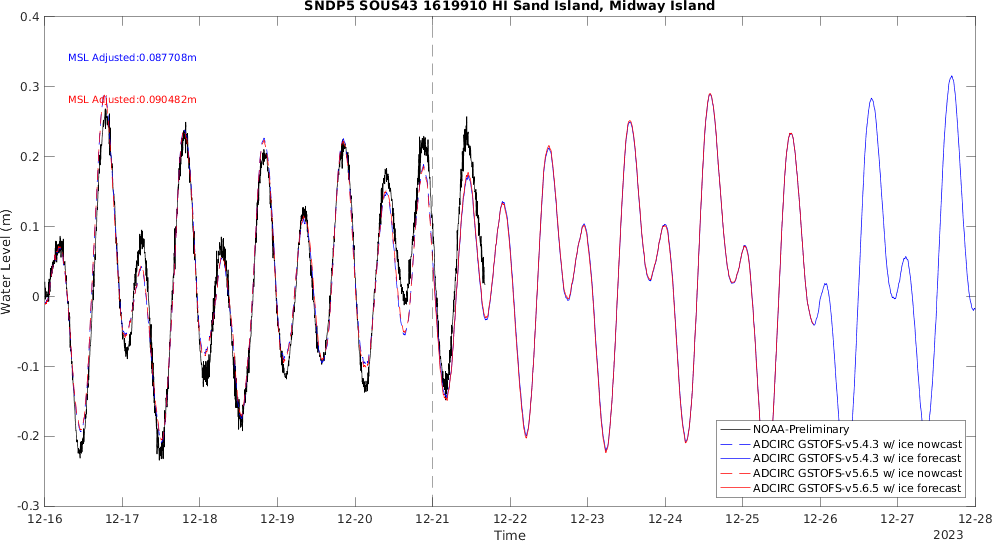 SNDP5 SOUS43 1619910 HI Sand Island, Midway Island
MSL Adjusted:0.087708m
MSL Adjusted:0.090482m
Water Level (m)
0.4
0.3
0.2
0.1
0
-0.1
-0.2
-0.3
NOAA-Preliminary
ADCIRC GSTOFS-v5.4.3 w/ ice nowcast
ADCIRC GSTOFS-v5.4.3 w/ ice forecast
ADCIRC GSTOFS-v5.6.5 w/ ice nowcast
ADCIRC GSTOFS-v5.6.5 w/ ice forecast
12-16 12-17 12-18 12-19 12-20 12-21 12-22 12-23 12-24 12-25 12-26 12-27 12-28
Time
2023